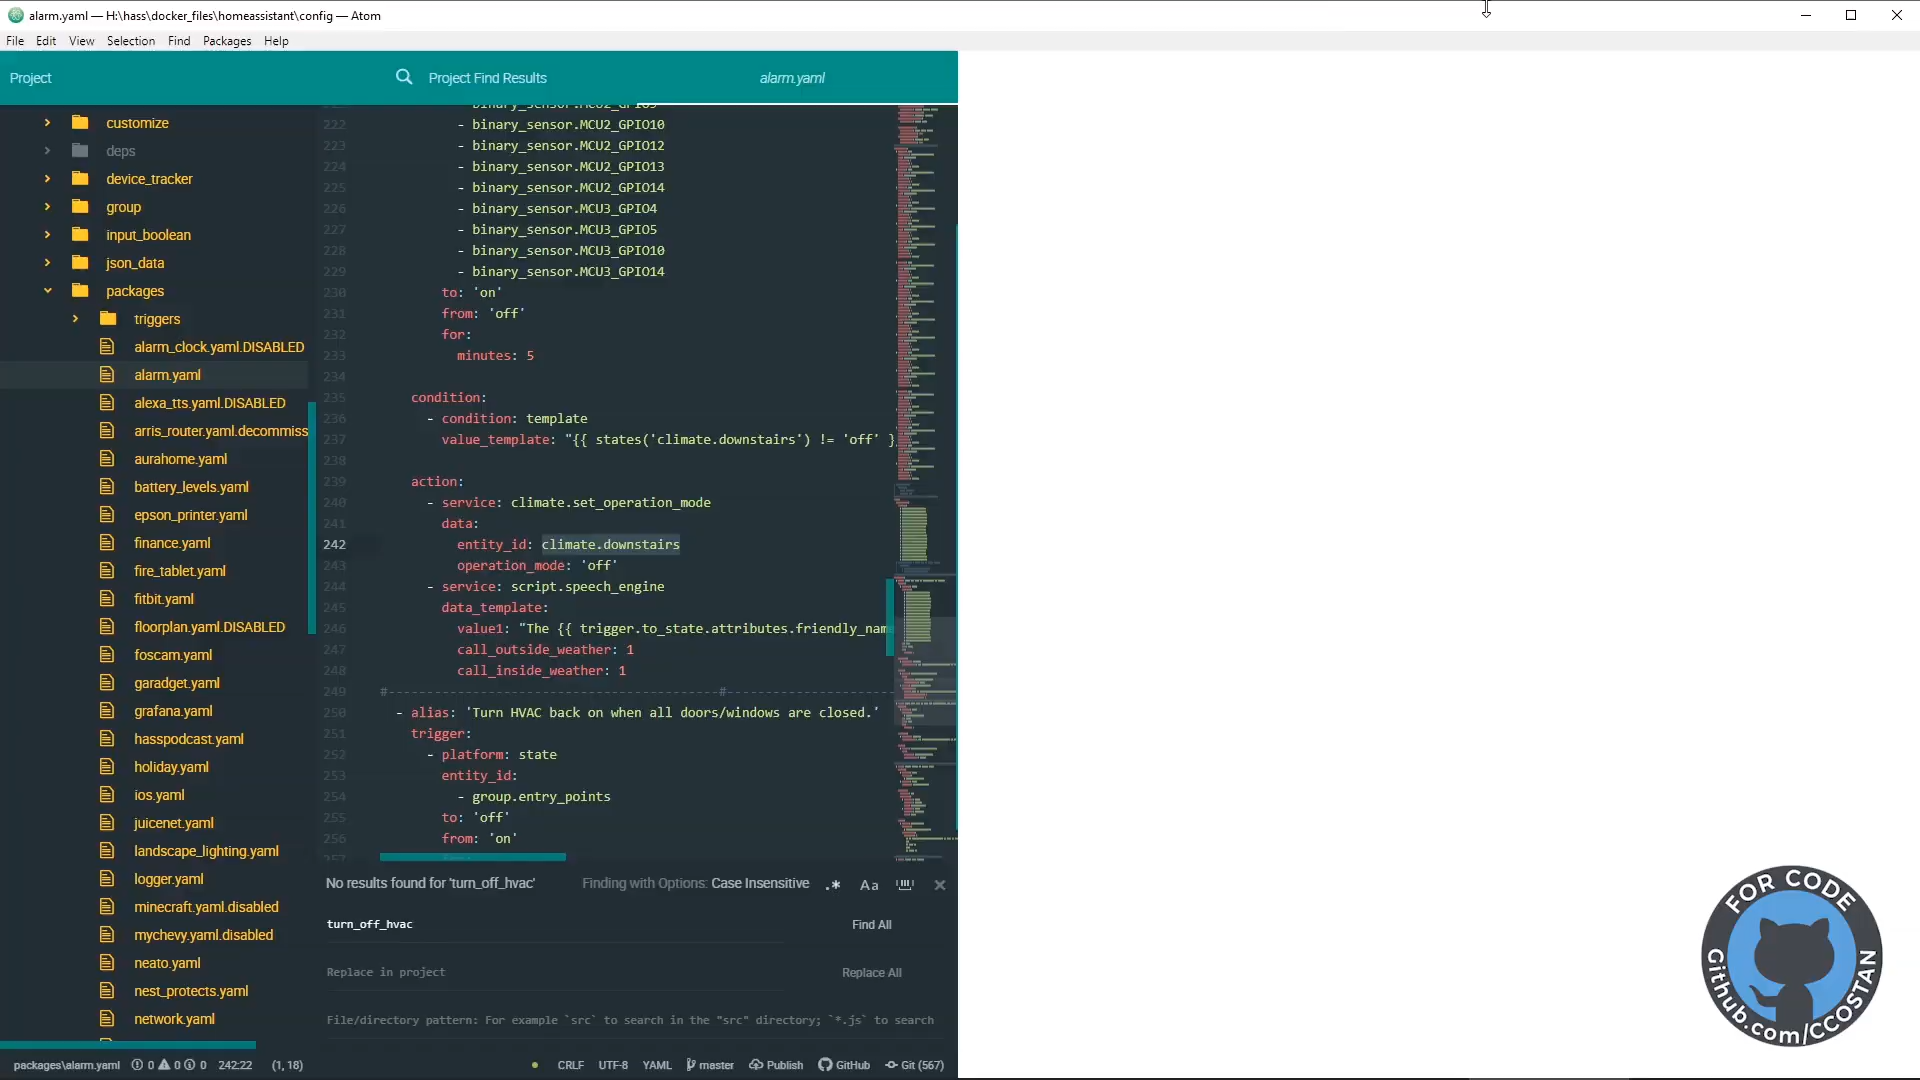 alarm.yaml — H:\hass\docker_files\homeassistant\config — Atom
File Edit View Selection Find Packages Help
Project
Project Find Results
alarm.yaml
customize
deps
device_tracker
group
input_boolean
json_data
packages
triggers
alarm_clock.yaml.DISABLED
alarm.yaml
alexa_tts.yaml.DISABLED
arris_router.yaml.decommiss
aurahome.yaml
battery_levels.yaml
epson_printer.yaml
finance.yaml
fire_tablet.yaml
fitbit.yaml
floorplan.yaml.DISABLED
foscam.yaml
garadget.yaml
grafana.yaml
hasspodcast.yaml
holiday.yaml
ios.yaml
juicenet.yaml
landscape_lighting.yaml
logger.yaml
minecraft.yaml.disabled
mychevy.yaml.disabled
neato.yaml
nest_protects.yaml
network.yaml
222 - binary_sensor.MCU2_GPIO10
223 - binary_sensor.MCU2_GPIO12
224 - binary_sensor.MCU2_GPIO13
225 - binary_sensor.MCU2_GPIO14
226 - binary_sensor.MCU3_GPIO4
227 - binary_sensor.MCU3_GPIO5
228 - binary_sensor.MCU3_GPIO10
229 - binary_sensor.MCU3_GPIO14
230 to: 'on'
231 from: 'off'
232 for:
233 minutes: 5
234
235 condition:
236 - condition: template
237 value_template: "{{ states('climate.downstairs') != 'off' }
238
239 action:
240 - service: climate.set_operation_mode
241 data:
242 entity_id: climate.downstairs
243 operation_mode: 'off'
244 - service: script.speech_engine
245 data_template:
246 value1: "The {{ trigger.to_state.attributes.friendly_nam
247 call_outside_weather: 1
248 call_inside_weather: 1
249 #-------------------------------------------#----------------------
250 - alias: 'Turn HVAC back on when all doors/windows are closed.'
251 trigger:
252 - platform: state
253 entity_id:
254 - group.entry_points
255 to: 'off'
256 from: 'on'
257
No results found for 'turn_off_hvac'
Finding with Options: Case Insensitive
.* Aa
turn_off_hvac
Find All
Replace in project
Replace All
File/directory pattern: For example `src` to search in the "src" directory; `*.js` to search
packages\alarm.yaml 0 0 0 242:22 (1, 18)
CRLF UTF-8 YAML master Publish GitHub Git (567)
FOR CODE
Github.com/CCOSTAN